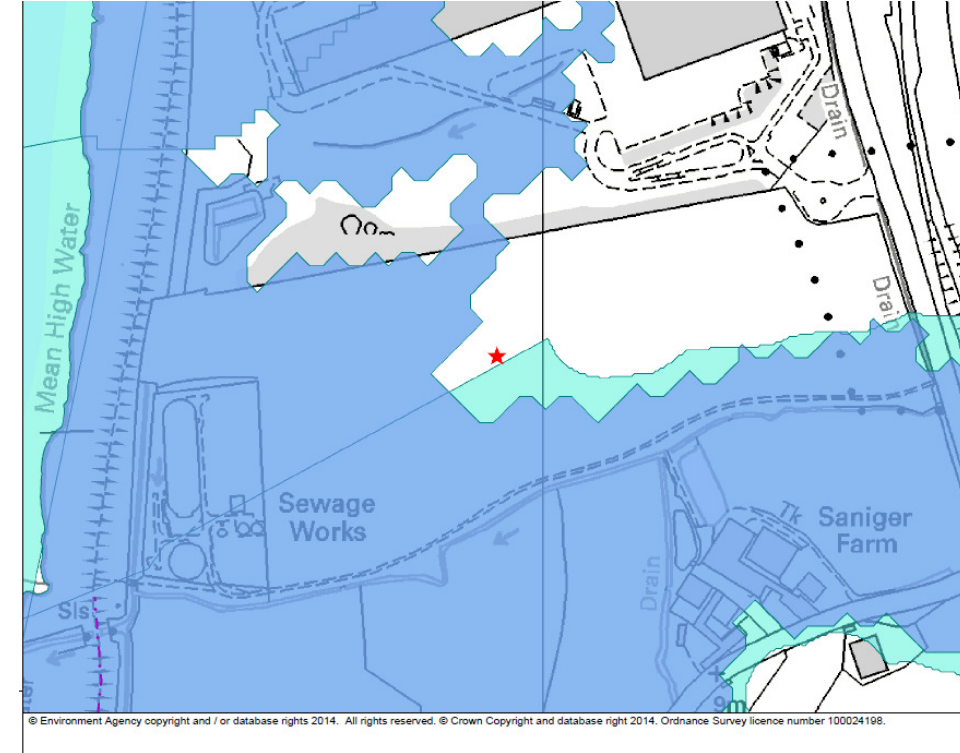 Drain
Mean High Water
Drain
Sewage
Works
Tk
Saniger
Farm
Drain
Sls
9m
© Environment Agency copyright and / or database rights 2014. All rights reserved. © Crown Copyright and database right 2014. Ordnance Survey licence number 100024198.